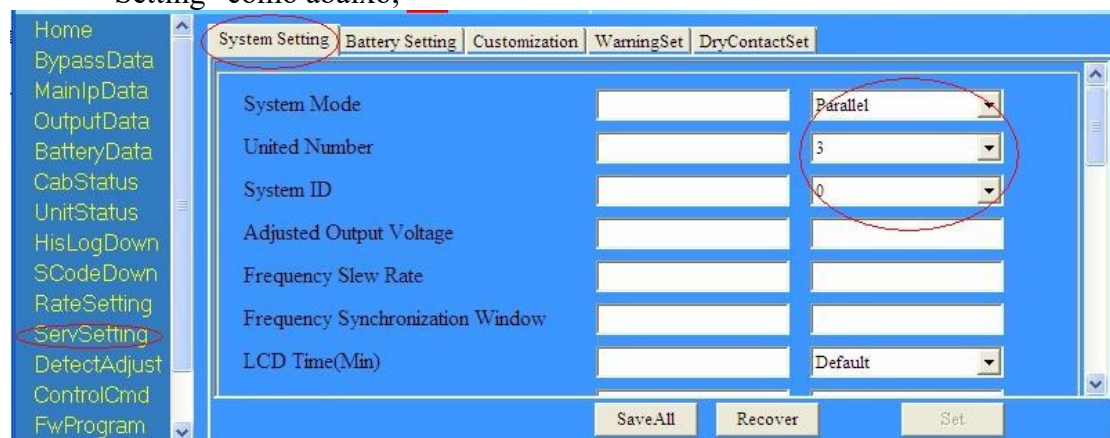 Setting" como abaixo;
Home
BypassData
MainIpData
OutputData
BatteryData
CabStatus
UnitStatus
HisLogDown
SCodeDown
RateSetting
ServSetting
DetectAdjust
ControlCmd
FwProgram
System Setting Battery Setting Customization WarningSet DryContactSet
System Mode Parallel
United Number 3
System ID 0
Adjusted Output Voltage
Frequency Slew Rate
Frequency Synchronization Window
LCD Time(Min) Default
SaveAll Recover Set